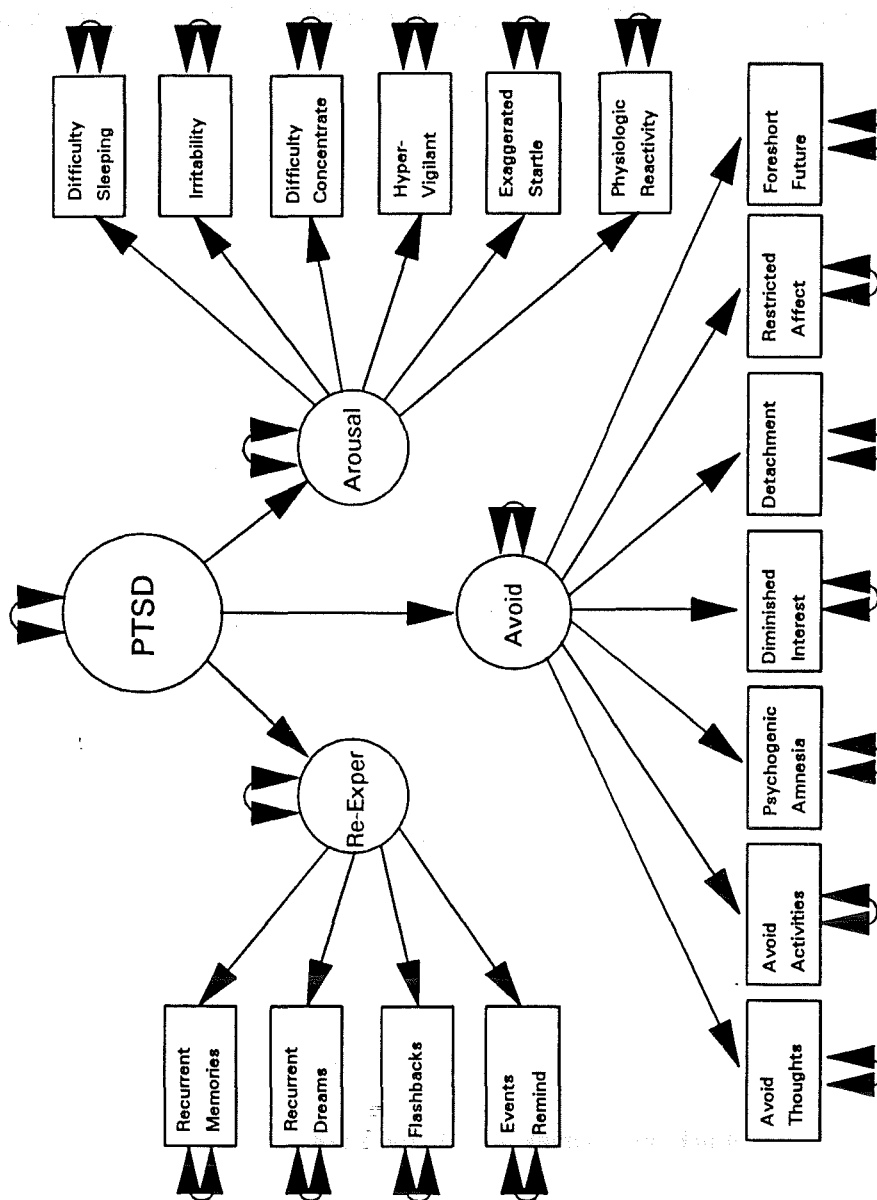 PTSD
Re-Exper
Arousal
Avoid
Recurrent
Memories
Recurrent
Dreams
Flashbacks
Events
Remind
Difficulty
Sleeping
Irritability
Difficulty
Concentrate
Hyper-
Vigilant
Exaggerated
Startle
Physiologic
Reactivity
Avoid
Thoughts
Avoid
Activities
Psychogenic
Amnesia
Diminished
Interest
Detachment
Restricted
Affect
Foreshort
Future